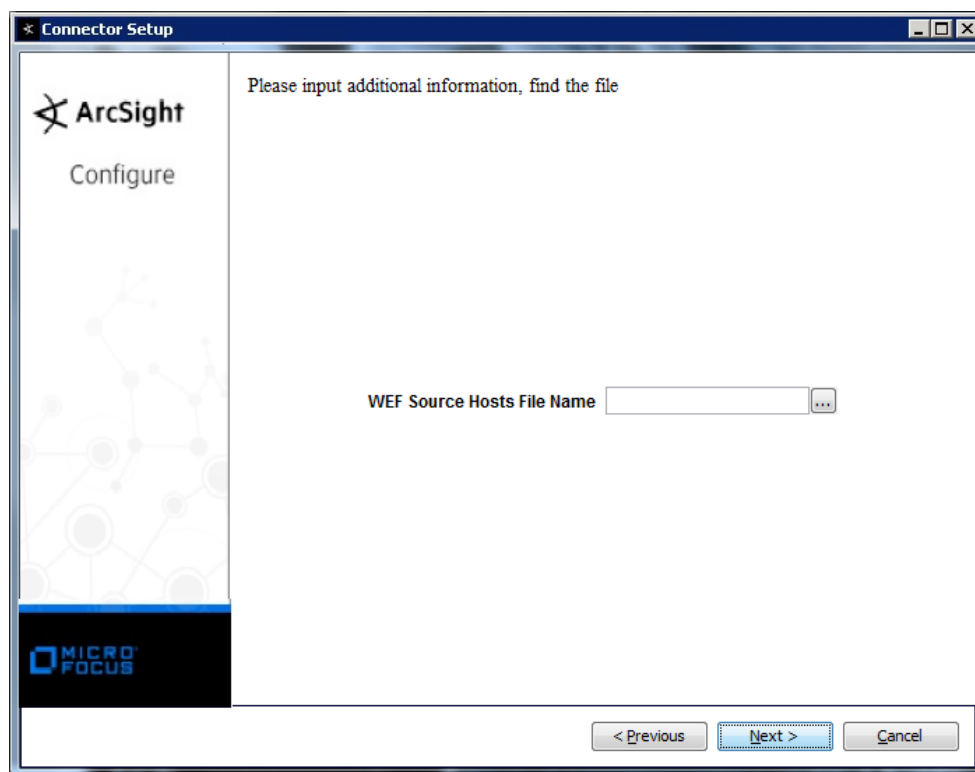 Connector Setup
Please input additional information, find the file
ArcSight
Configure
WEF Source Hosts File Name
...
MICRO
FOCUS
< Previous
Next >
Cancel